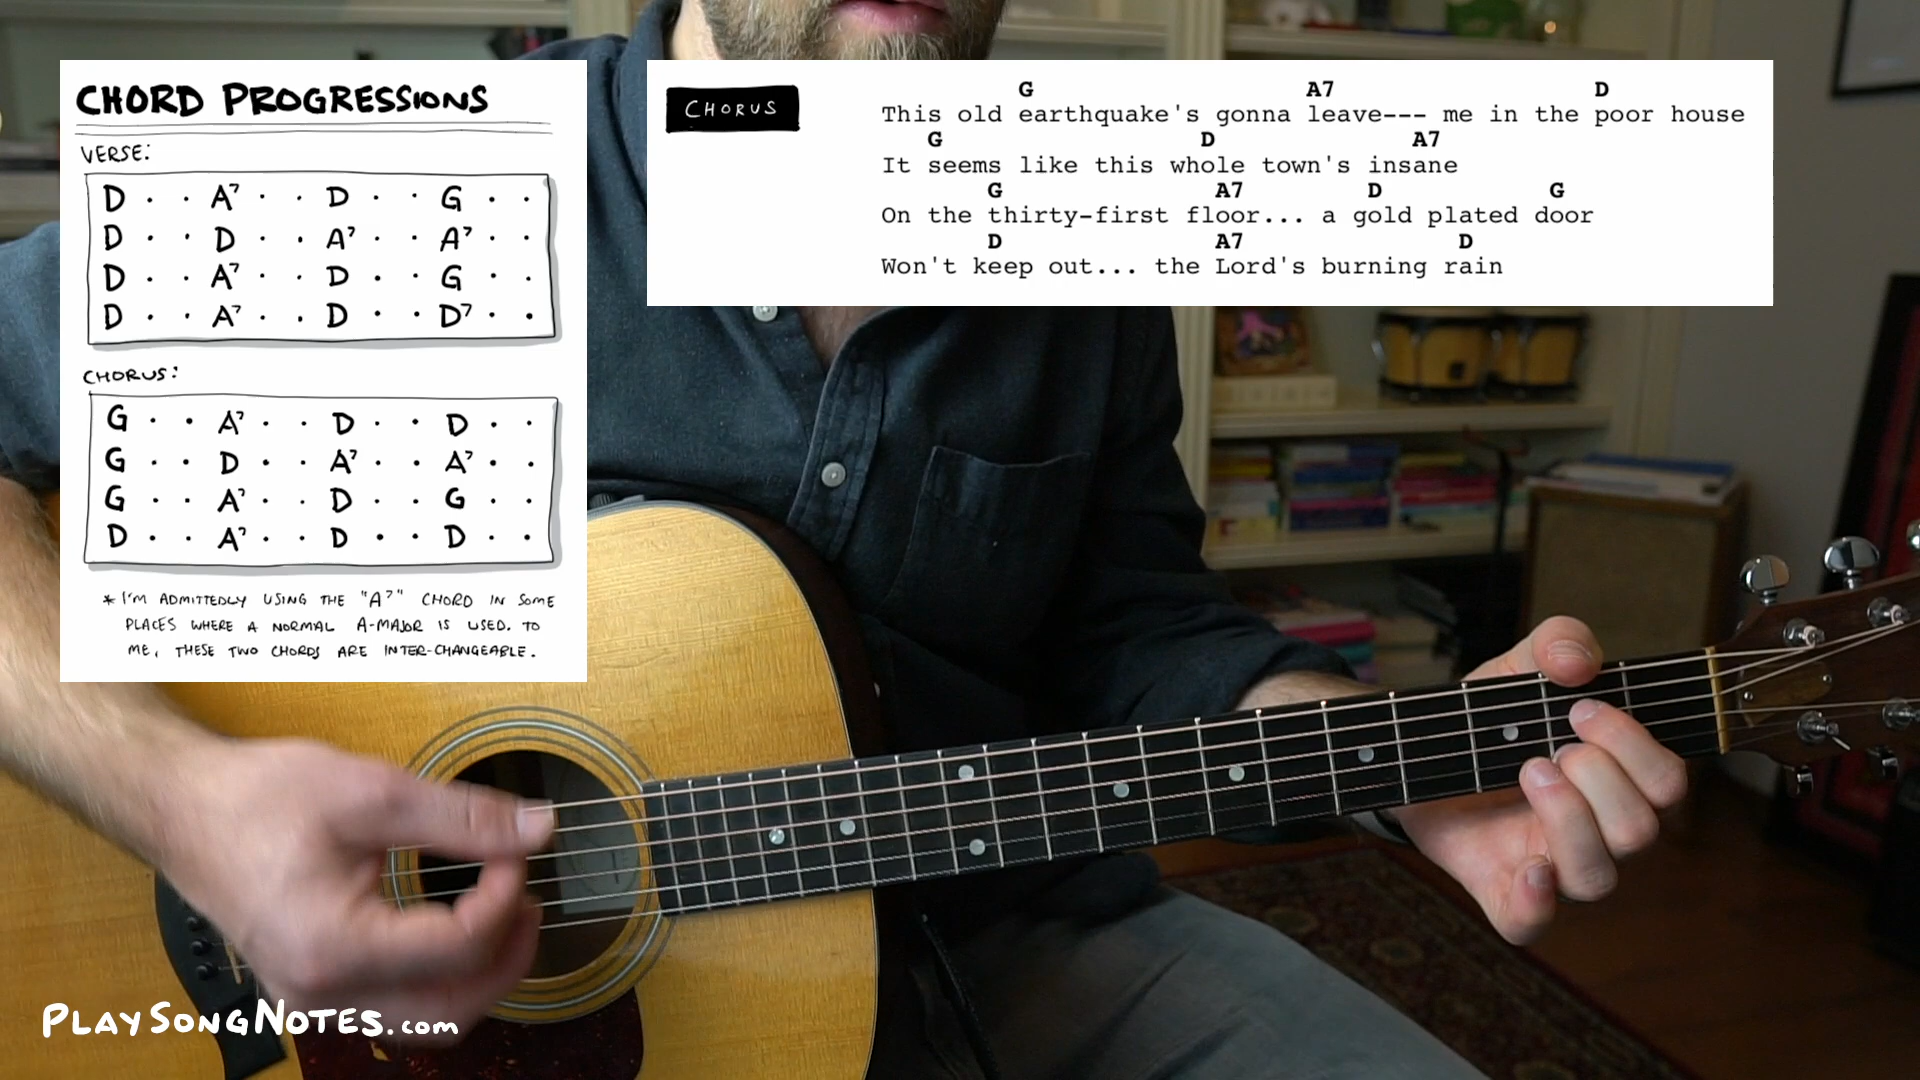 CHORD PROGRESSIONS
VERSE:
D . . A7 . . D . . G . .
D . . D . . A7 . . A7 . .
D . . A7 . . D . . G . .
D . . A7 . . D . . D7 . .
CHORUS:
G . . A7 . . D . . D . .
G . . D . . A7 . . A7 . .
G . . A7 . . D . . G . .
D . . A7 . . D . . D . .
* I'M ADMITTEDLY USING THE "A7" CHORD IN SOME
PLACES WHERE A NORMAL A-MAJOR IS USED. TO
ME, THESE TWO CHORDS ARE INTER-CHANGEABLE.
CHORUS
G A7 D
This old earthquake's gonna leave--- me in the poor house
G D A7
It seems like this whole town's insane
G A7 D G
On the thirty-first floor... a gold plated door
D A7 D
Won't keep out... the Lord's burning rain
PLAYSONGNOTES.com